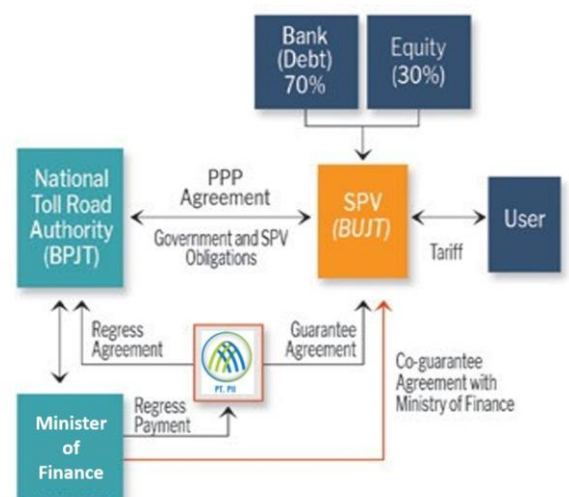 Bank
(Debt)
70%
Equity
(30%)
National
Toll Road
Authority
(BPJT)
PPP
Agreement
Government and SPV
Obligations
SPV
(BUJT)
Tariff
User
Regress
Agreement
PT. PII
Guarantee
Agreement
Co-guarantee
Agreement with
Ministry of Finance
Minister
of
Finance
Regress
Payment